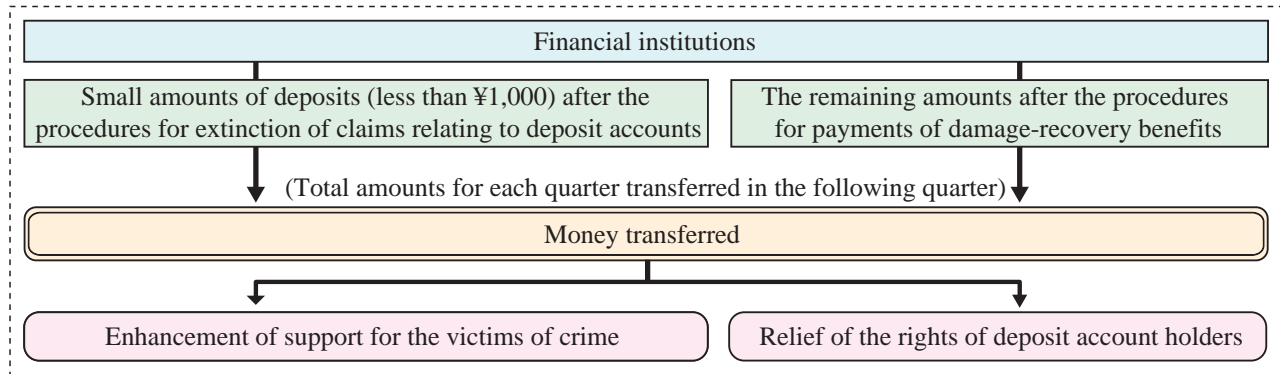 Financial institutions
Small amounts of deposits (less than ¥1,000) after the
procedures for extinction of claims relating to deposit accounts
The remaining amounts after the procedures
for payments of damage-recovery benefits
(Total amounts for each quarter transferred in the following quarter)
Money transferred
Enhancement of support for the victims of crime
Relief of the rights of deposit account holders